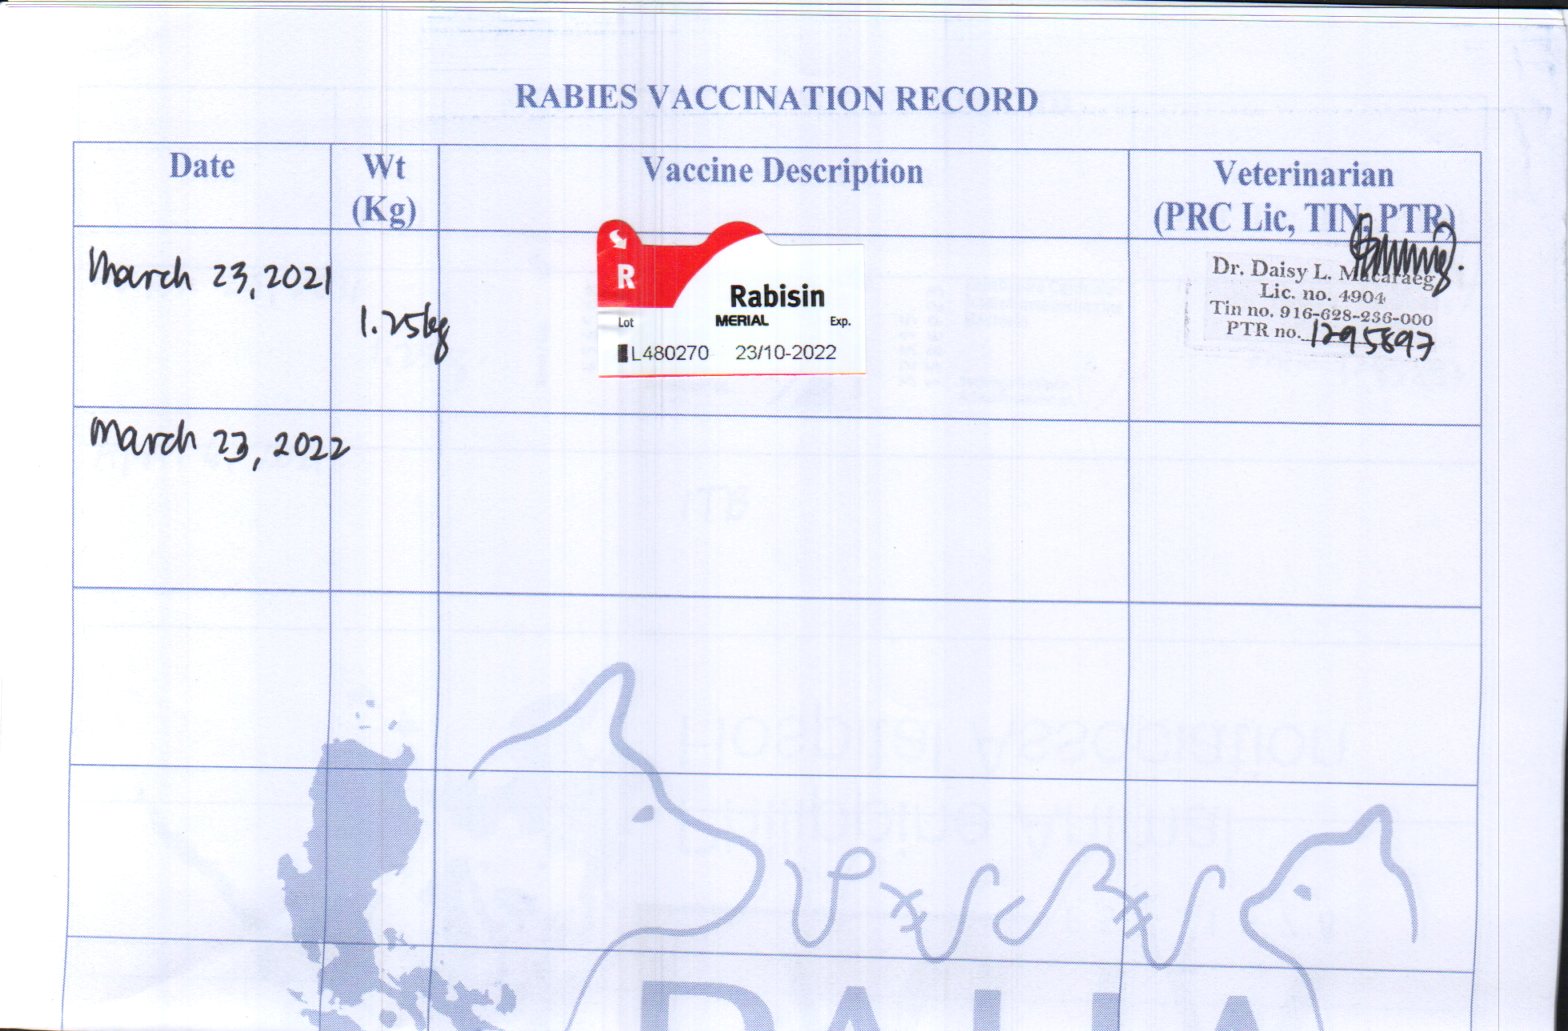 RABIES VACCINATION RECORD
Date
Wt
(Kg)
Vaccine Description
Veterinarian
(PRC Lic, TIN, PTR)
March 23, 2021
1.25kg
R
Rabisin
Lot
MERIAL
Exp.
L480270 23/10-2022
Dr. Daisy L. Macaraeg
Lic. no. 4904
Tin no. 916-628-236-000
PTR no. 1295897
March 23, 2022